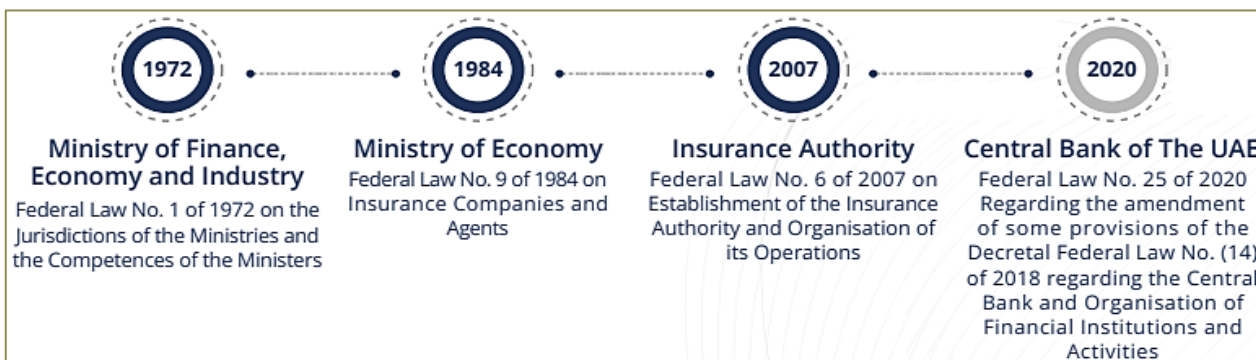 1972
1984
2007
2020
Ministry of Finance,
Economy and Industry
Federal Law No. 1 of 1972 on the
Jurisdictions of the Ministries and
the Competences of the Ministers
Ministry of Economy
Federal Law No. 9 of 1984 on
Insurance Companies and
Agents
Insurance Authority
Federal Law No. 6 of 2007 on
Establishment of the Insurance
Authority and Organisation of
its Operations
Central Bank of The UAE
Federal Law No. 25 of 2020
Regarding the amendment
of some provisions of the
Decretal Federal Law No. (14)
of 2018 regarding the Central
Bank and Organisation of
Financial Institutions and
Activities